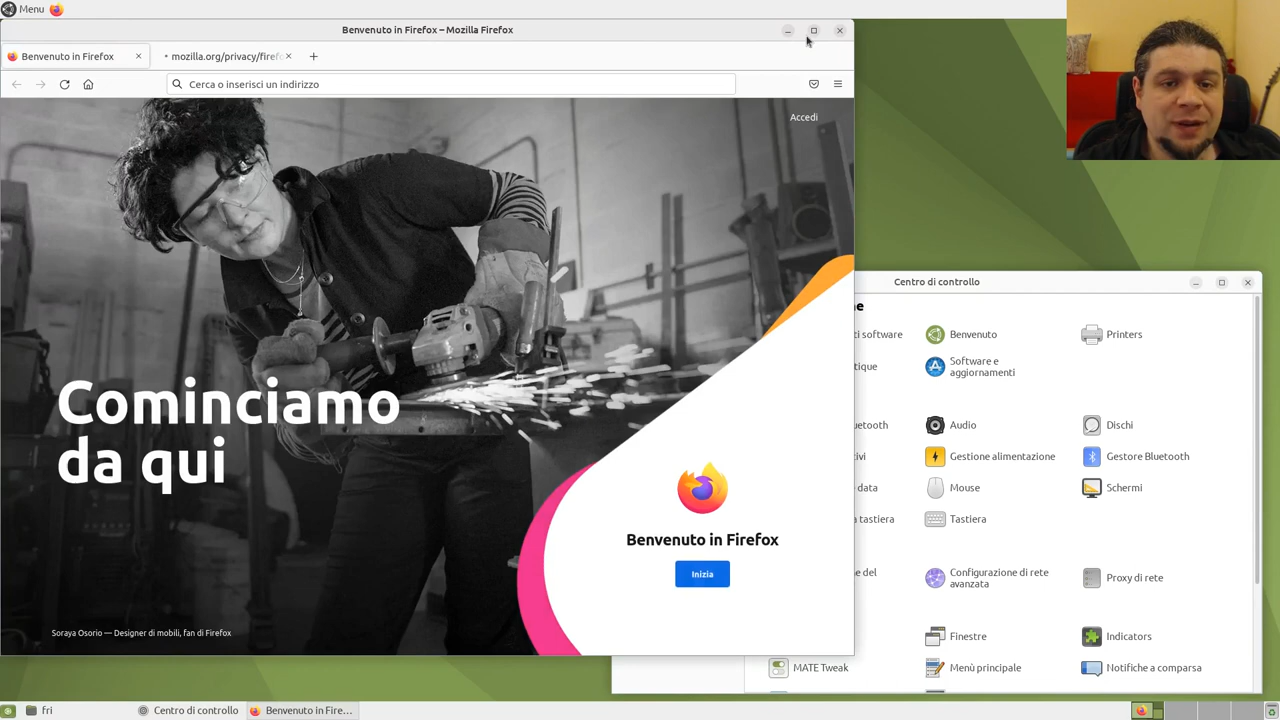 Menu
Benvenuto in Firefox – Mozilla Firefox
Benvenuto in Firefox
mozilla.org/privacy/firef
Cerca o inserisci un indirizzo
Accedi
Cominciamo
da qui
Benvenuto in Firefox
Inizia
Soraya Osorio — Designer di mobili, fan di Firefox
Centro di controllo
ne
ti software
Benvenuto
Printers
tique
Software e
aggiornamenti
uetooth
Audio
Dischi
ivi
Gestione alimentazione
Gestore Bluetooth
data
Mouse
Schermi
a tastiera
Tastiera
ne del
Configurazione di rete
avanzata
Proxy di rete
Finestre
Indicators
MATE Tweak
Menù principale
Notifiche a comparsa
fri
Centro di controllo
Benvenuto in Fire...